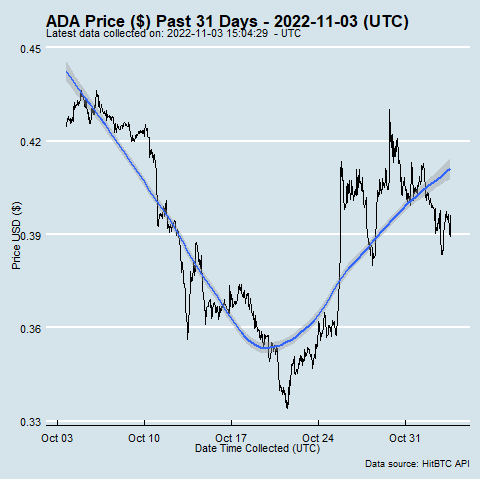 ADA Price ($) Past 31 Days - 2022-11-03 (UTC)
Latest data collected on: 2022-11-03 15:04:29 - UTC
0.45
0.42
0.39
0.36
0.33
Price USD ($)
Oct 03 Oct 10 Oct 17 Oct 24 Oct 31
Date Time Collected (UTC)
Data source: HitBTC API